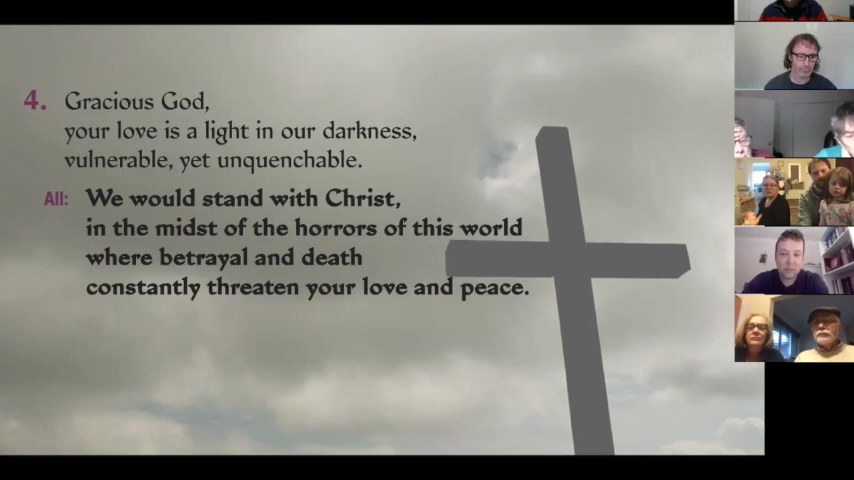 4. Gracious God,
your love is a light in our darkness,
vulnerable, yet unquenchable.
All: We would stand with Christ,
in the midst of the horrors of this world
where betrayal and death
constantly threaten your love and peace.